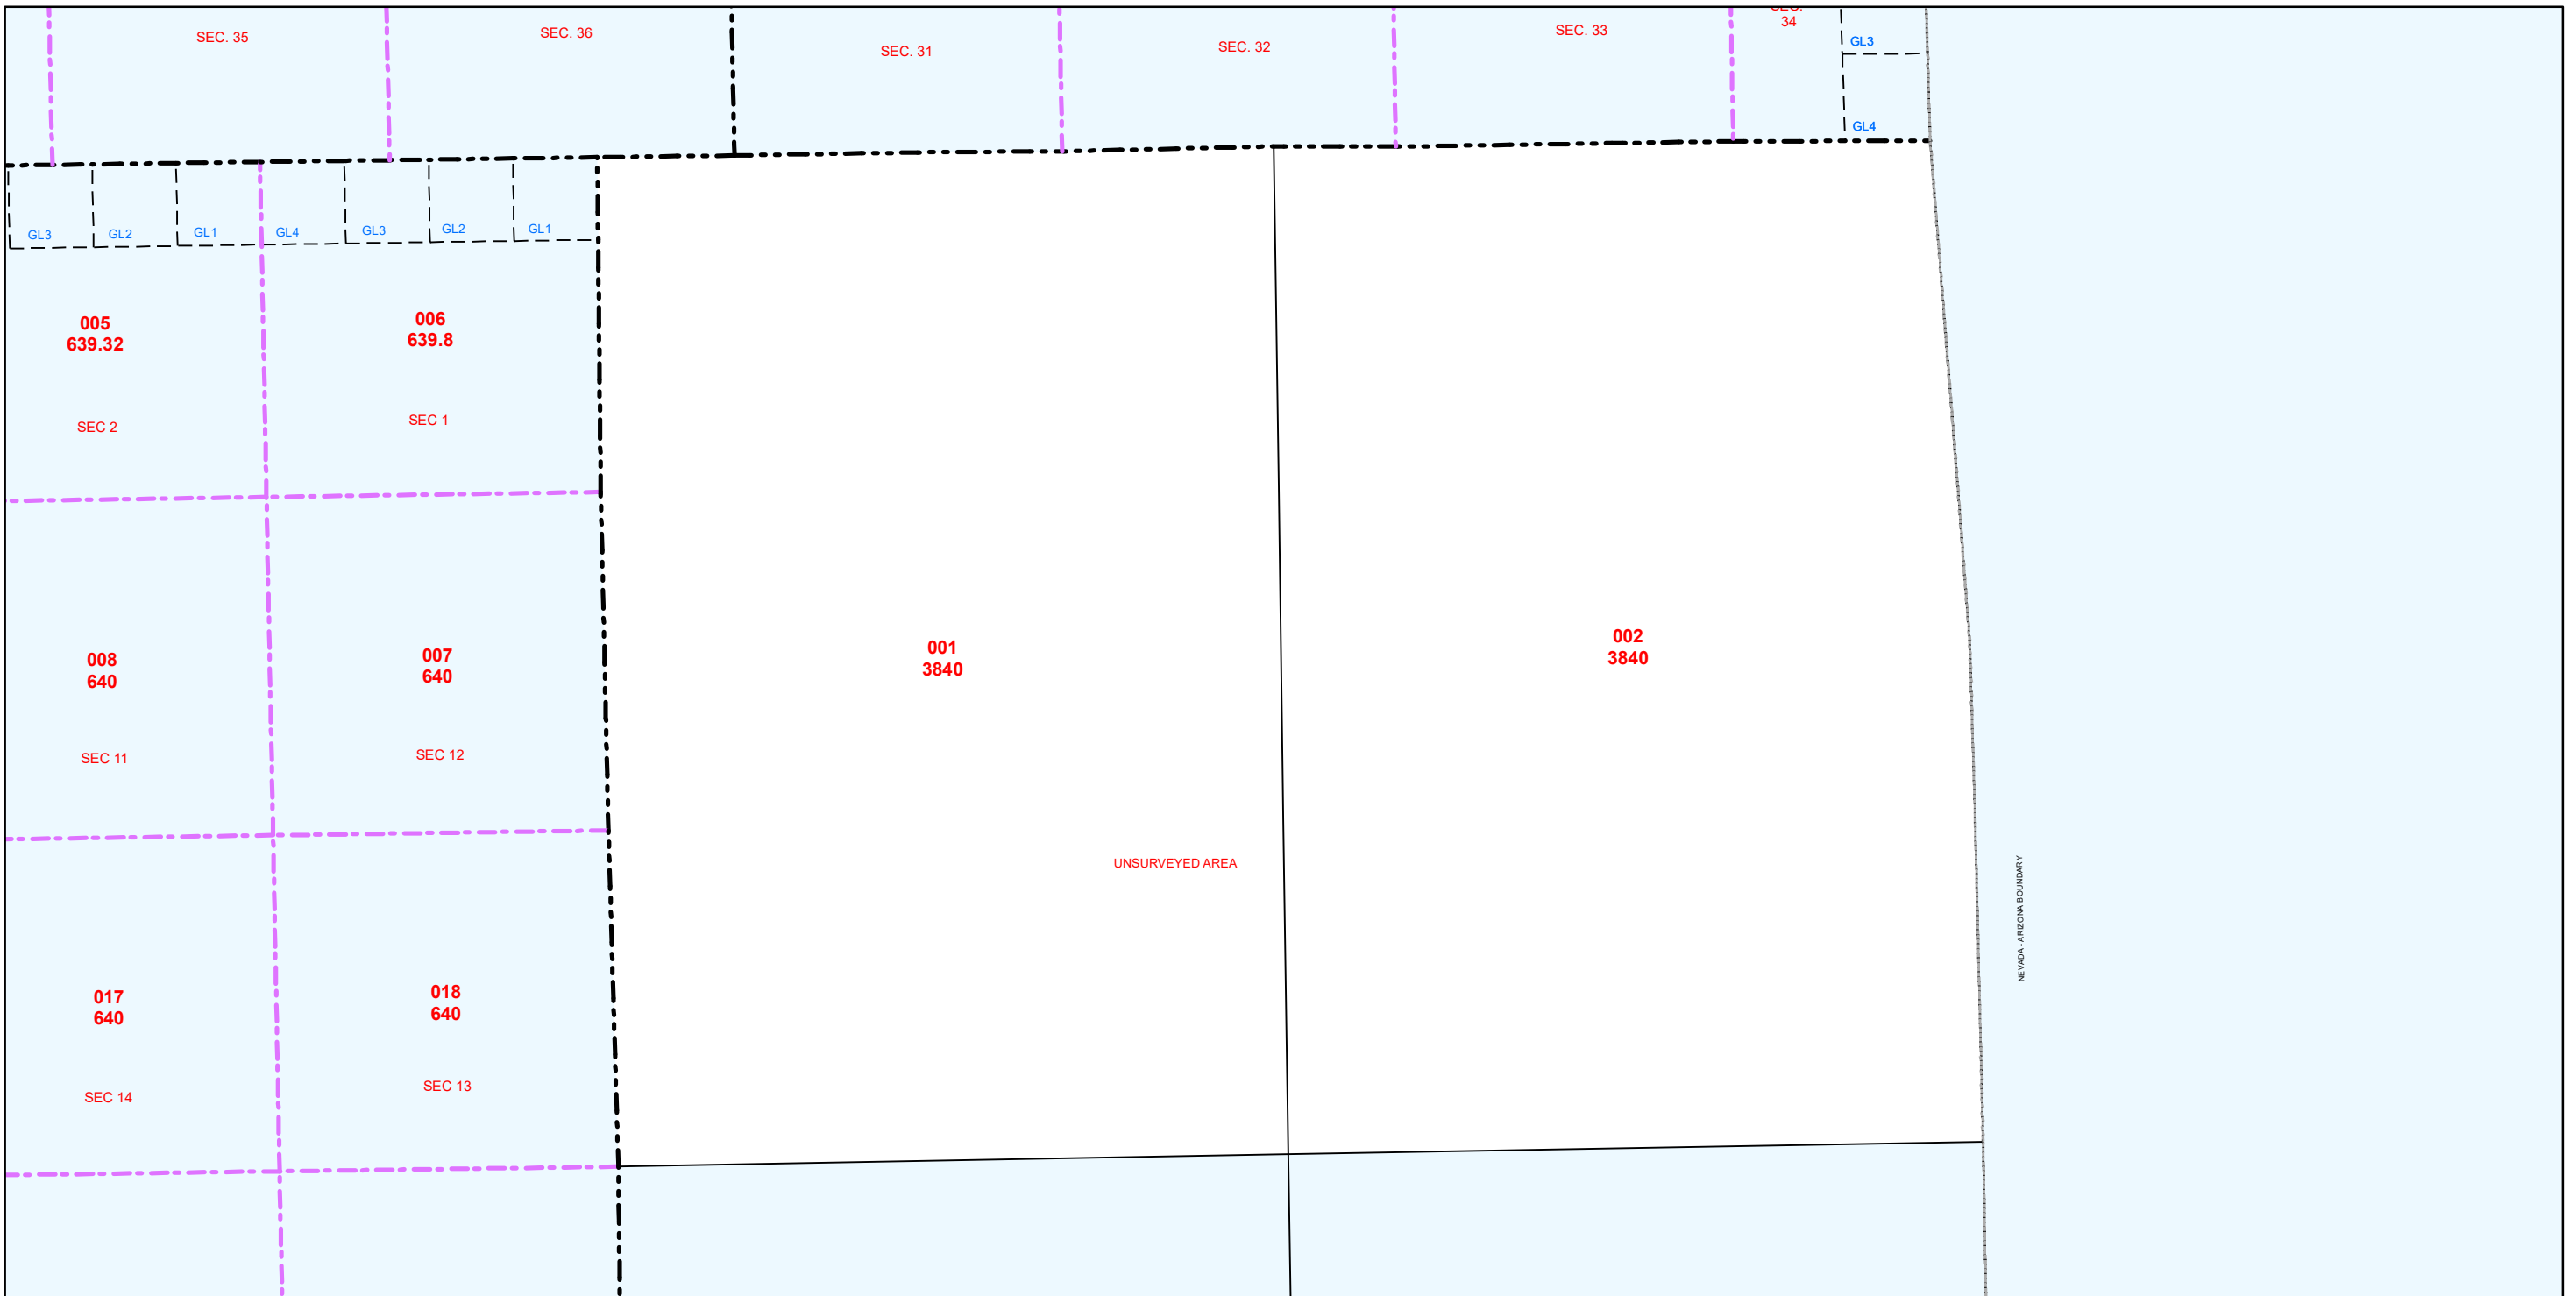 SEC. 35
SEC. 36
SEC. 31
SEC. 32
SEC. 33
SEC.
34
GL3
GL4
GL3
GL2
GL1
GL4
GL3
GL2
GL1
005
639.32
006
639.8
SEC 2
SEC 1
008
640
007
640
001
3840
002
3840
SEC 11
SEC 12
UNSURVEYED AREA
NEVADA - ARIZONA BOUNDARY
017
640
018
640
SEC 14
SEC 13